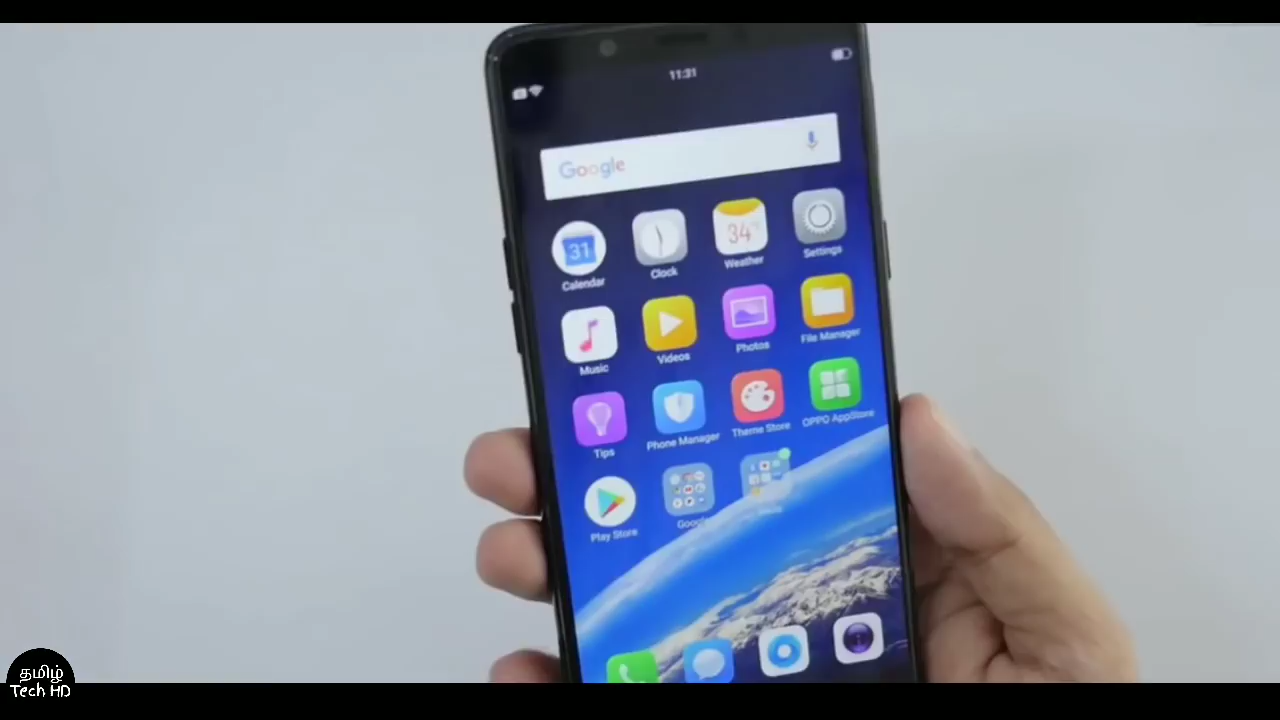 11:31
Google
31
Calendar
Clock
34°
Weather
Settings
Music
Videos
Photos
File Manager
Tips
Phone Manager
Theme Store
OPPO AppStore
Play Store
Google
தமிழ்
Tech HD